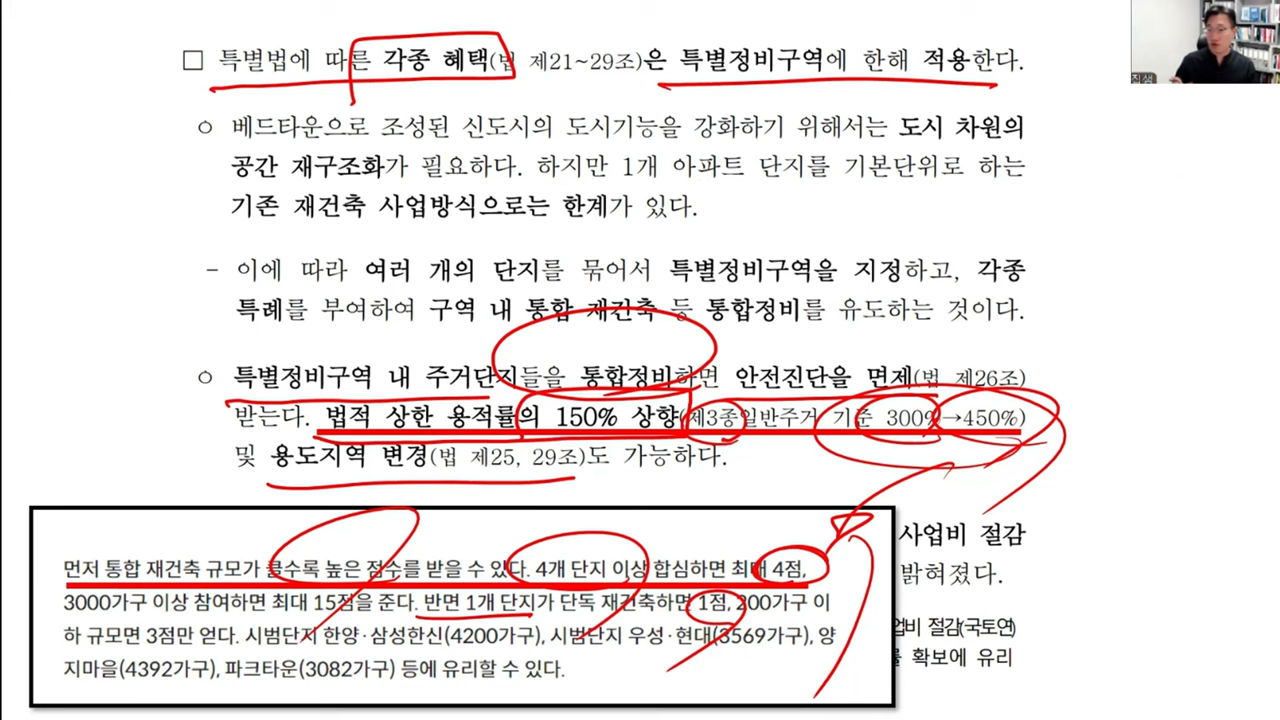 □ 특별법에 따른 각종 혜택(법 제21~29조)은 특별정비구역에 한해 적용한다.
○ 베드타운으로 조성된 신도시의 도시기능을 강화하기 위해서는 도시 차원의
공간 재구조화가 필요하다. 하지만 1개 아파트 단지를 기본단위로 하는
기존 재건축 사업방식으로는 한계가 있다.
- 이에 따라 여러 개의 단지를 묶어서 특별정비구역을 지정하고, 각종
특례를 부여하여 구역 내 통합 재건축 등 통합정비를 유도하는 것이다.
○ 특별정비구역 내 주거단지들을 통합정비하면 안전진단을 면제(법 제26조)
받는다. 법적 상한 용적률의 150% 상향(제3종일반주거 기준 300%→450%)
및 용도지역 변경(법 제25, 29조)도 가능하다.
사업비 절감
밝혀졌다.
업비 절감(국토연)
률 확보에 유리
먼저 통합 재건축 규모가 클수록 높은 점수를 받을 수 있다. 4개 단지 이상 합심하면 최대 4점,
3000가구 이상 참여하면 최대 15점을 준다. 반면 1개 단지가 단독 재건축하면 1점, 200가구 이
하 규모면 3점만 얻다. 시범단지 한양·삼성한신(4200가구), 시범단지 우성·현대(3569가구), 양
지마을(4392가구), 파크타운(3082가구) 등에 유리할 수 있다.